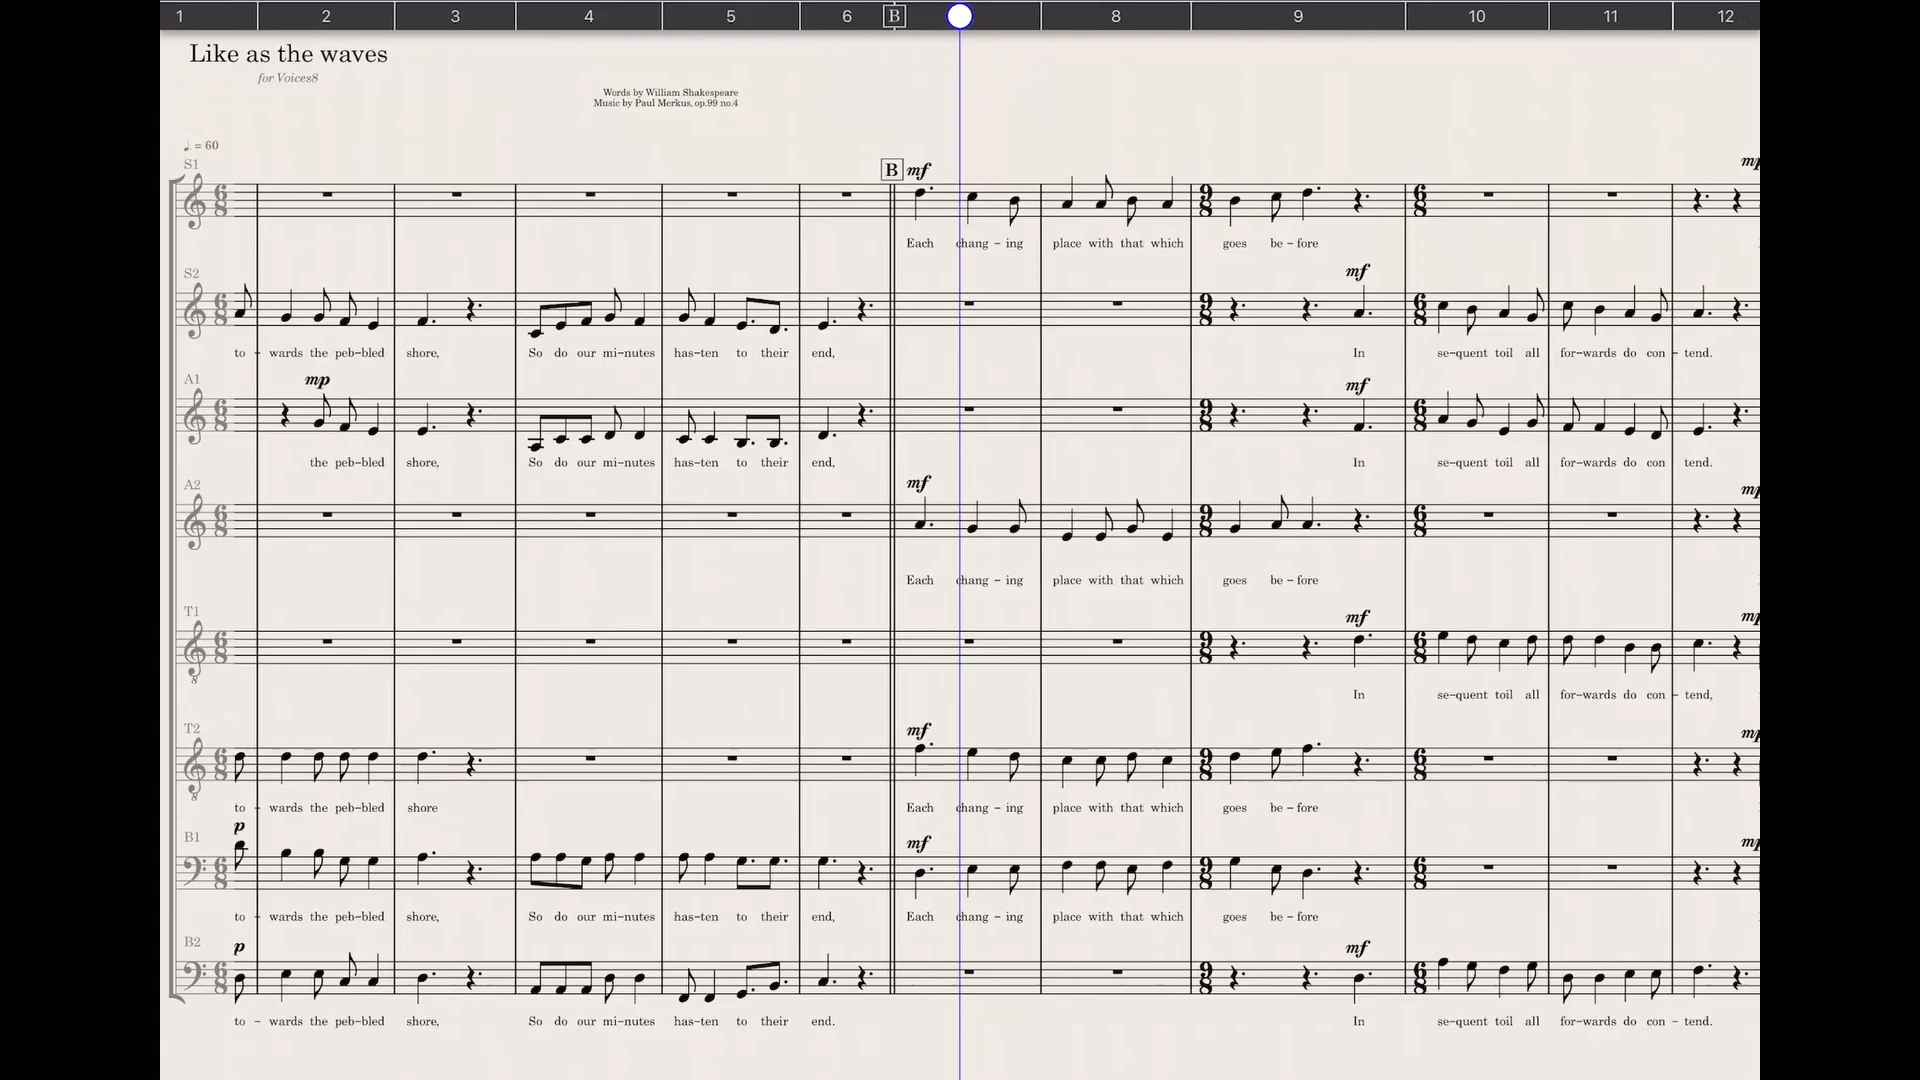 1 2 3 4 5 6 B 8 9 10 11 12
Like as the waves
for Voices8
Words by William Shakespeare
Music by Paul Merkus, op.99 no.4
♩. = 60
S1
B mf
Each chang – ing place with that which goes be – fore
S2
mf
to – wards the peb–bled shore, So do our mi–nutes has–ten to their end, In se–quent toil all for–wards do con – tend.
A1
mp mf
the peb–bled shore, So do our mi–nutes has–ten to their end, In se–quent toil all for–wards do con tend.
A2
mf
Each chang – ing place with that which goes be – fore
T1
mf
In se–quent toil all for–wards do con – tend,
T2
mf
to – wards the peb–bled shore Each chang – ing place with that which goes be – fore
p
B1
mf
to – wards the peb–bled shore, So do our mi–nutes has–ten to their end, Each chang – ing place with that which goes be – fore
B2
p mf
to – wards the peb–bled shore, So do our mi–nutes has–ten to their end. In se–quent toil all for–wards do con – tend.